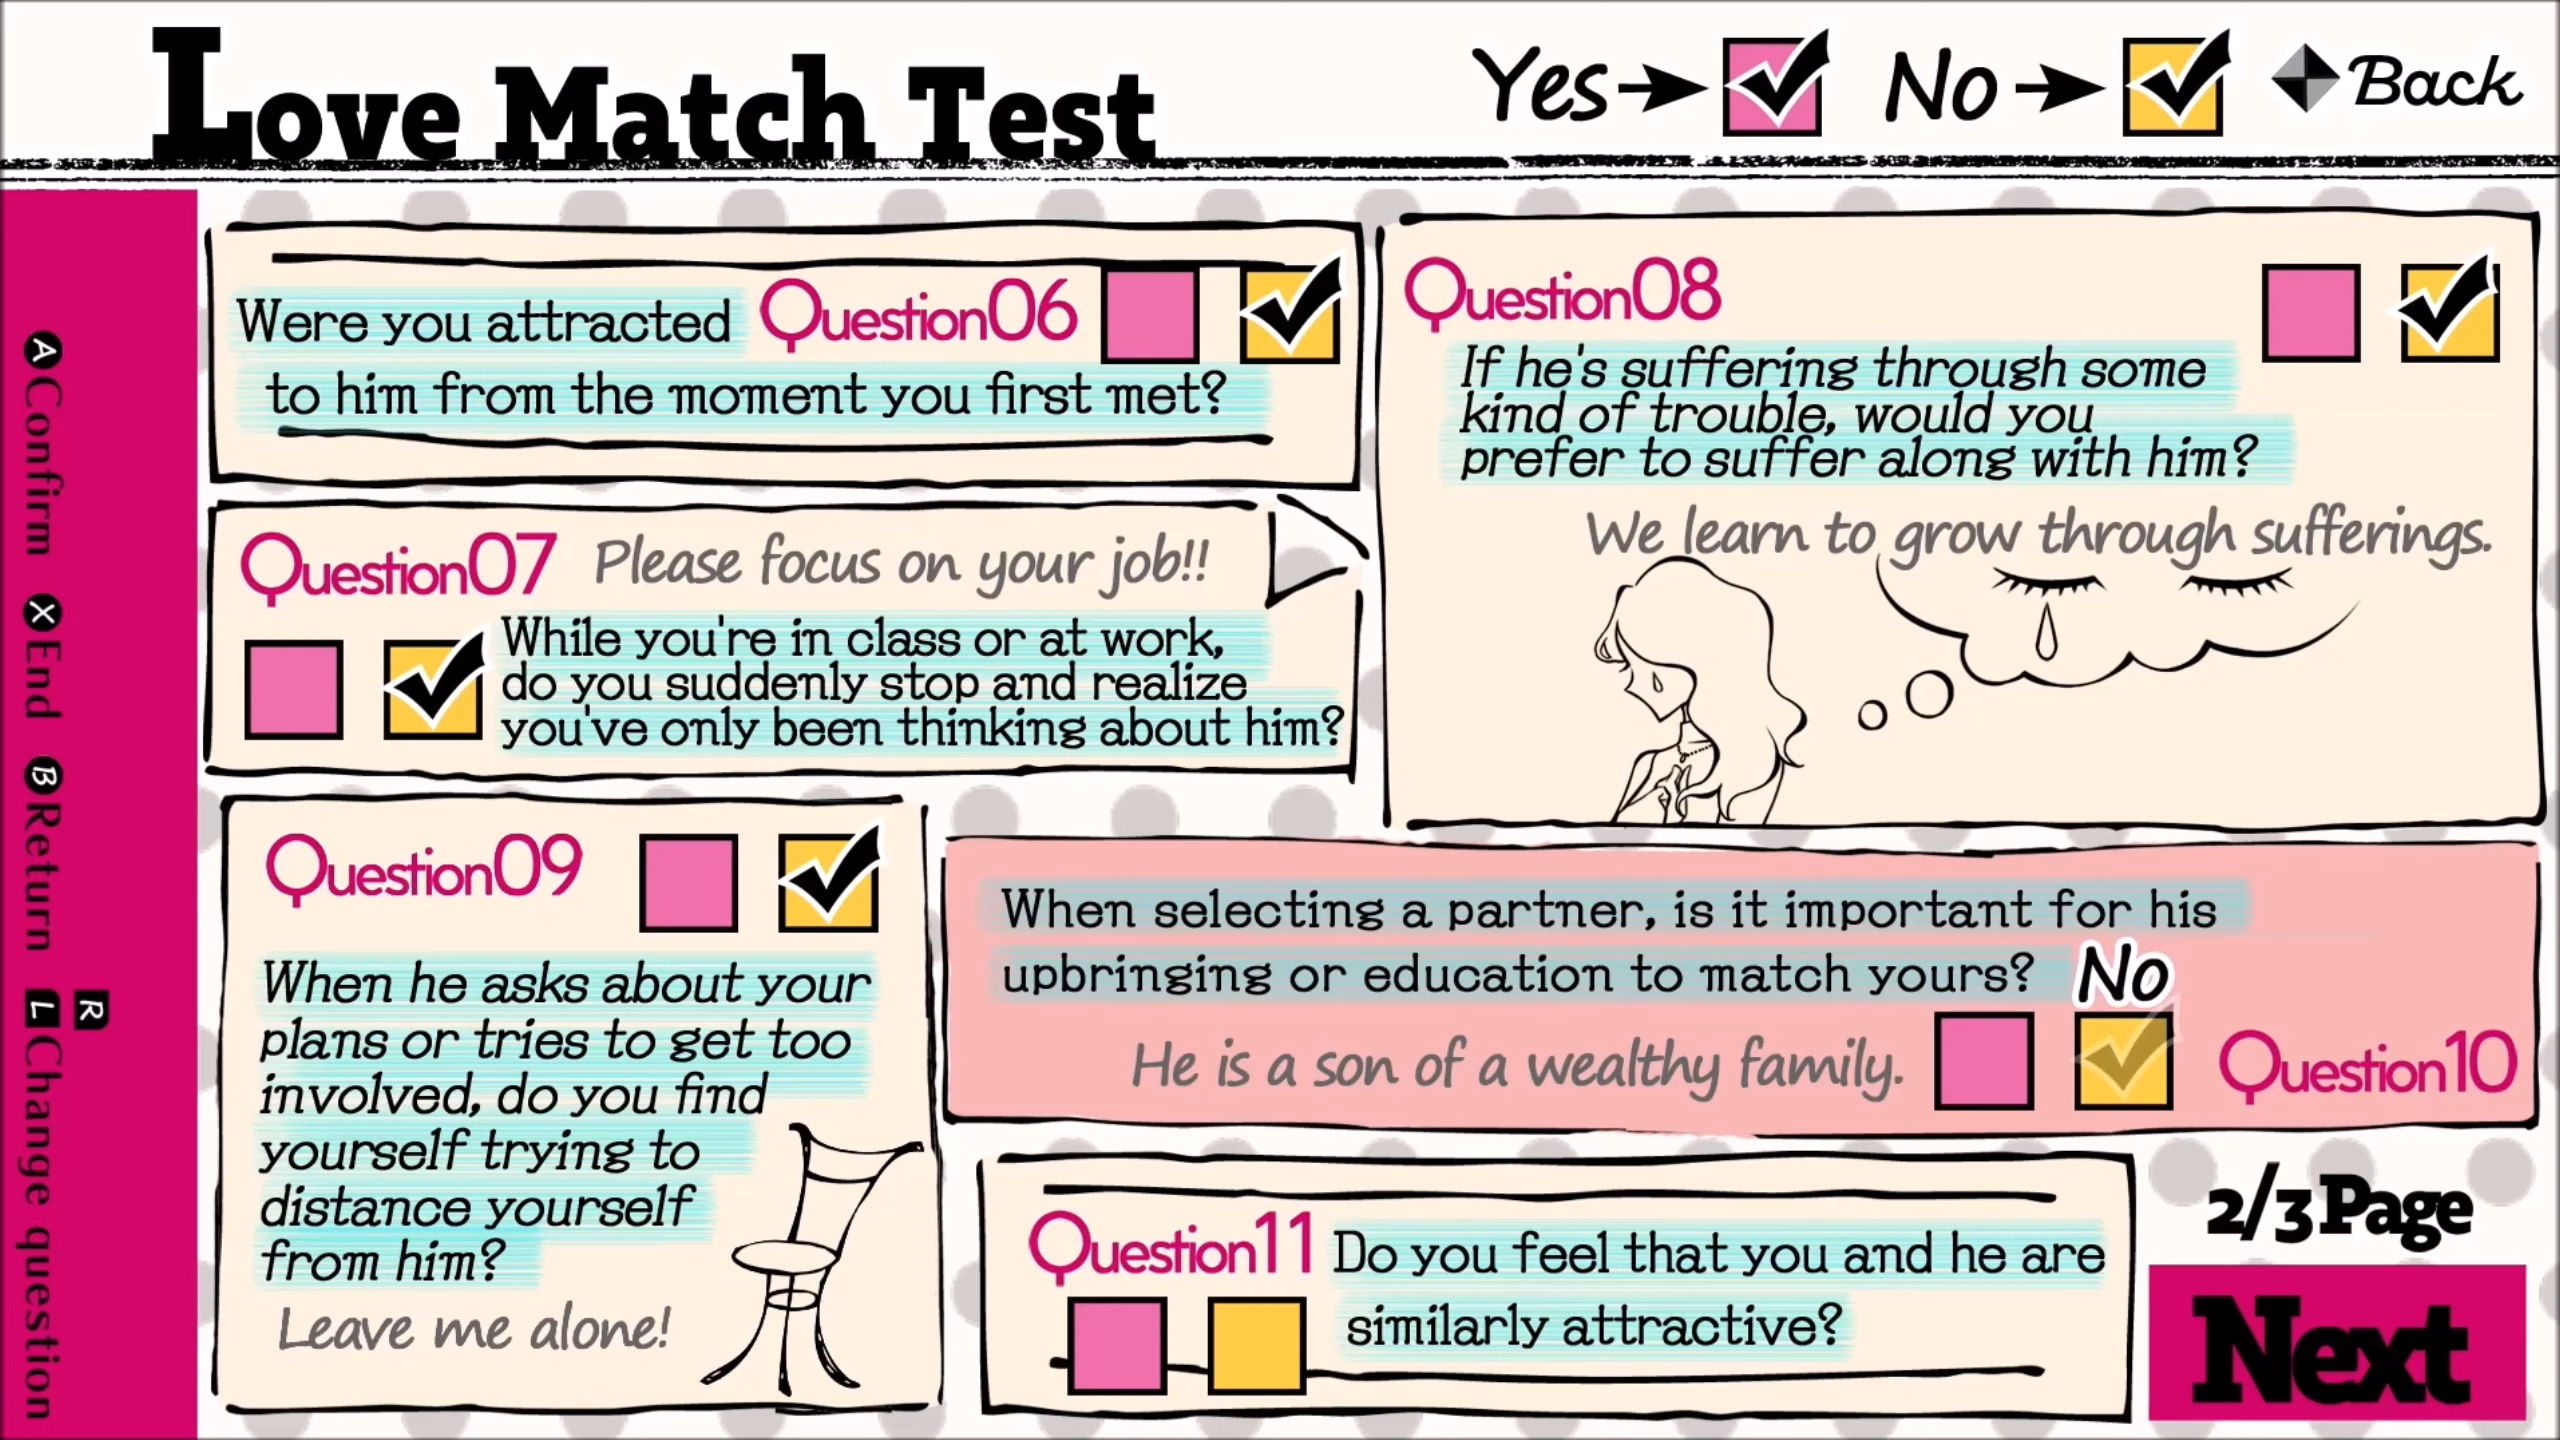 Love Match Test
Yes
No
Back
Were you attracted
Question06
to him from the moment you first met?
Question07
Please focus on your job!!
While you're in class or at work,
do you suddenly stop and realize
you've only been thinking about him?
Question08
If he's suffering through some
kind of trouble, would you
prefer to suffer along with him?
We learn to grow through sufferings.
Question09
When he asks about your
plans or tries to get too
involved, do you find
yourself trying to
distance yourself
from him?
Leave me alone!
When selecting a partner, is it important for his
upbringing or education to match yours?
No
He is a son of a wealthy family.
Question10
Question11
Do you feel that you and he are
similarly attractive?
2/3 Page
Next
A Confirm X End B Return L R Change question